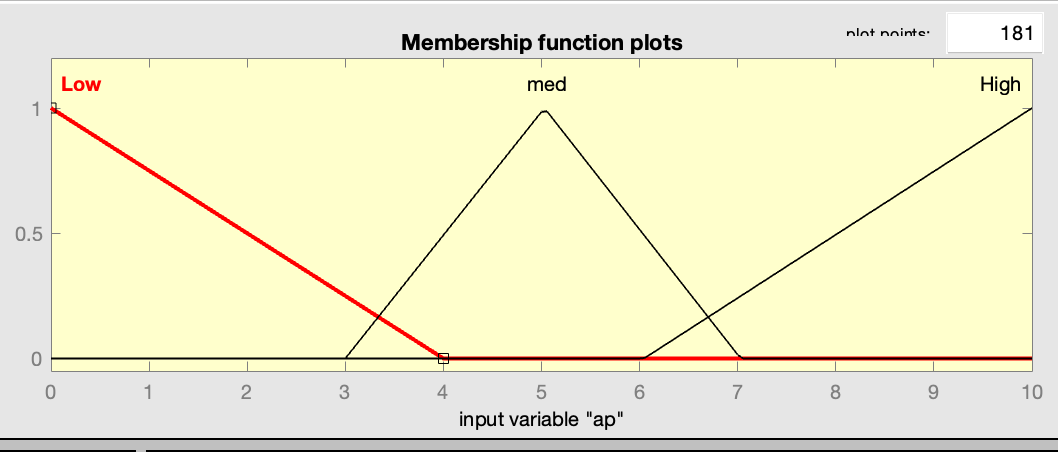 Membership function plots
plot points:
181
Low
med
High
1
0.5
0
0 1 2 3 4 5 6 7 8 9 10
input variable "ap"